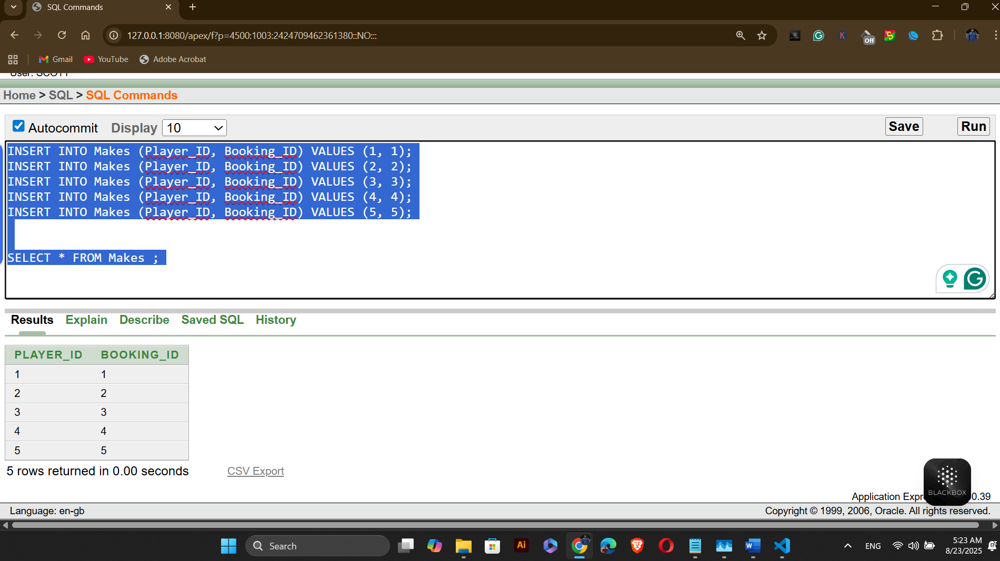 SQL Commands
127.0.0.1:8080/apex/f?p=4500:1003:2424709462361380::NO:::
K
Off
Gmail
YouTube
Adobe Acrobat
User: SCOTT
Home > SQL > SQL Commands
Autocommit Display 10 Save Run
INSERT INTO Makes (Player_ID, Booking_ID) VALUES (1, 1);
INSERT INTO Makes (Player_ID, Booking_ID) VALUES (2, 2);
INSERT INTO Makes (Player_ID, Booking_ID) VALUES (3, 3);
INSERT INTO Makes (Player_ID, Booking_ID) VALUES (4, 4);
INSERT INTO Makes (Player_ID, Booking_ID) VALUES (5, 5);
SELECT * FROM Makes ;
Results Explain Describe Saved SQL History
PLAYER_ID BOOKING_ID
1 1
2 2
3 3
4 4
5 5
5 rows returned in 0.00 seconds CSV Export
BLACKBOX
Application Expr 0.39
Language: en-gb Copyright © 1999, 2006, Oracle. All rights reserved.
Search
Ai
ENG
5:23 AM
8/23/2025